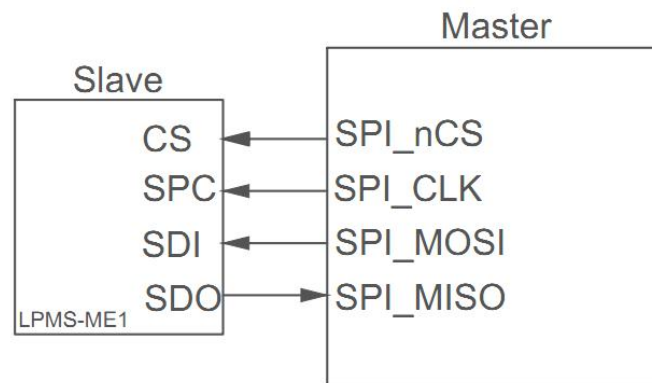 Master
Slave
CS
SPI_nCS
SPC
SPI_CLK
SDI
SPI_MOSI
SDO
SPI_MISO
LPMS-ME1